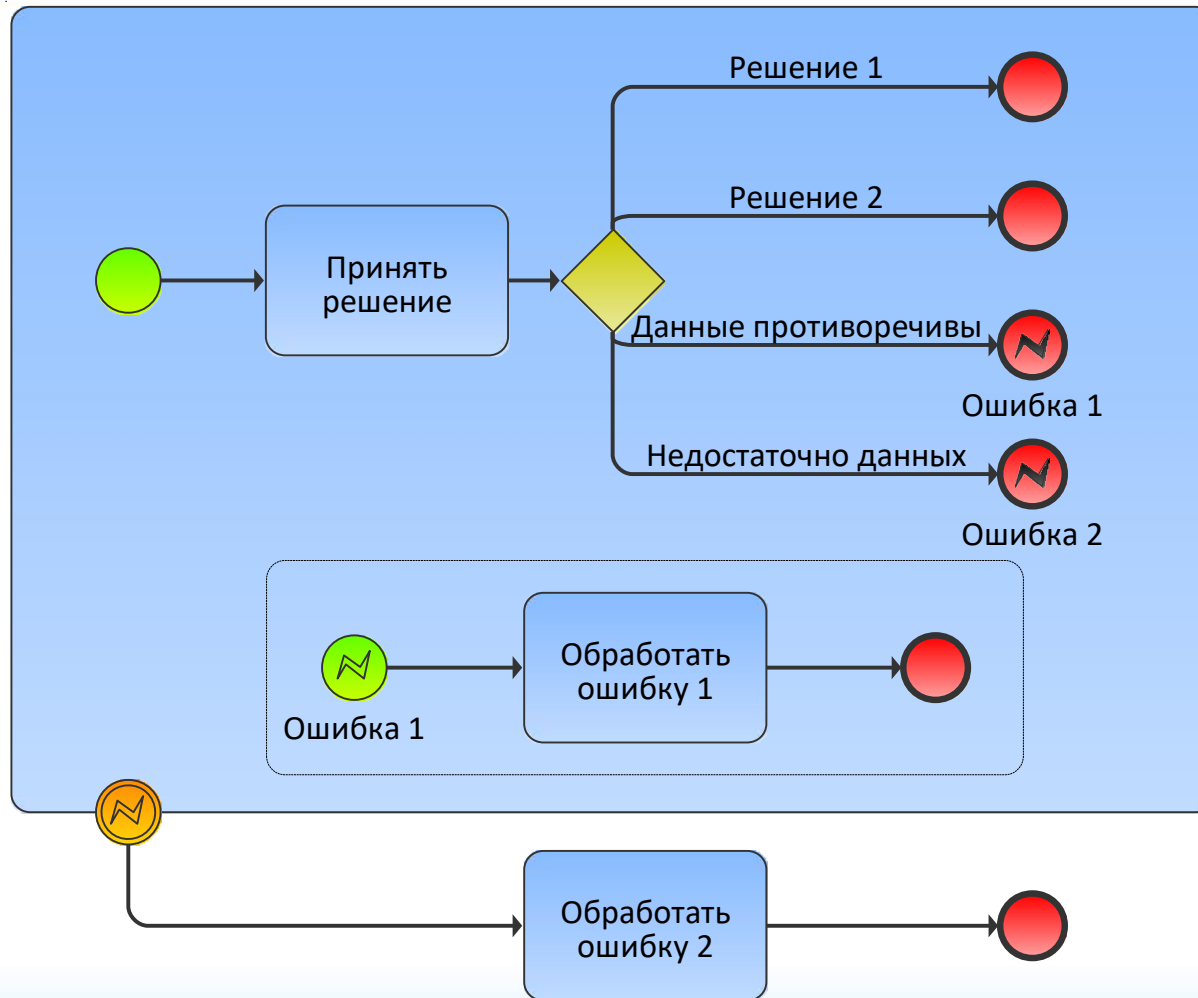 Решение 1
Решение 2
Принять
решение
Данные противоречивы
Ошибка 1
Недостаточно данных
Ошибка 2
Обработать
ошибку 1
Ошибка 1
Обработать
ошибку 2